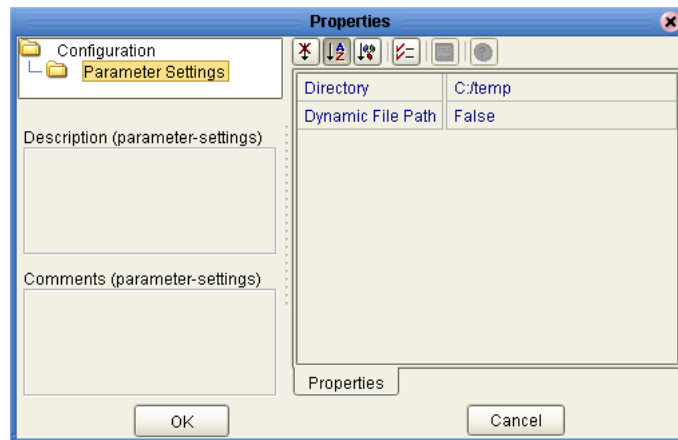 Properties
Configuration
Parameter Settings
Description (parameter-settings)
Comments (parameter-settings)
Directory C:/temp
Dynamic File Path False
Properties
OK
Cancel